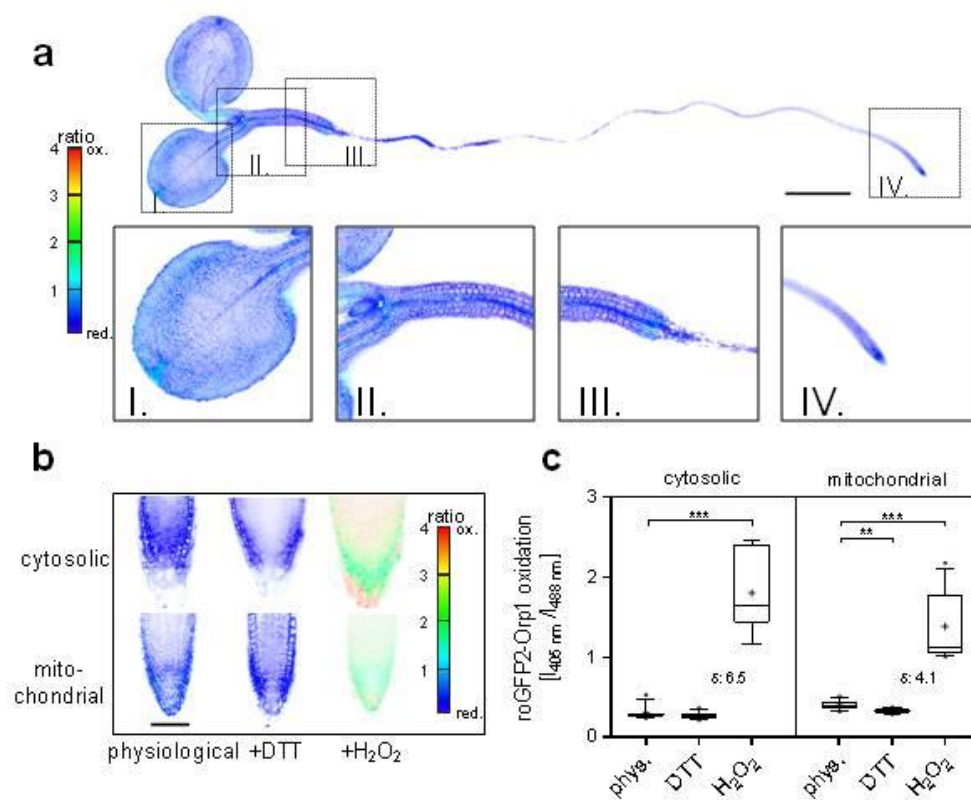 a
ratio
ox.
4
3
2
1
red.
I.
II.
III.
IV.
I.
II.
III.
IV.
b
cytosolic
mito-
chondrial
physiological
+DTT
+H₂O₂
ratio
ox.
4
3
2
1
red.
c
cytosolic
mitochondrial
roGFP2-Orp1 oxidation
[I405 nm /I488 nm]
3
2
1
0
***
***
**
δ: 6.5
δ: 4.1
phys.
DTT
H₂O₂
phys.
DTT
H₂O₂